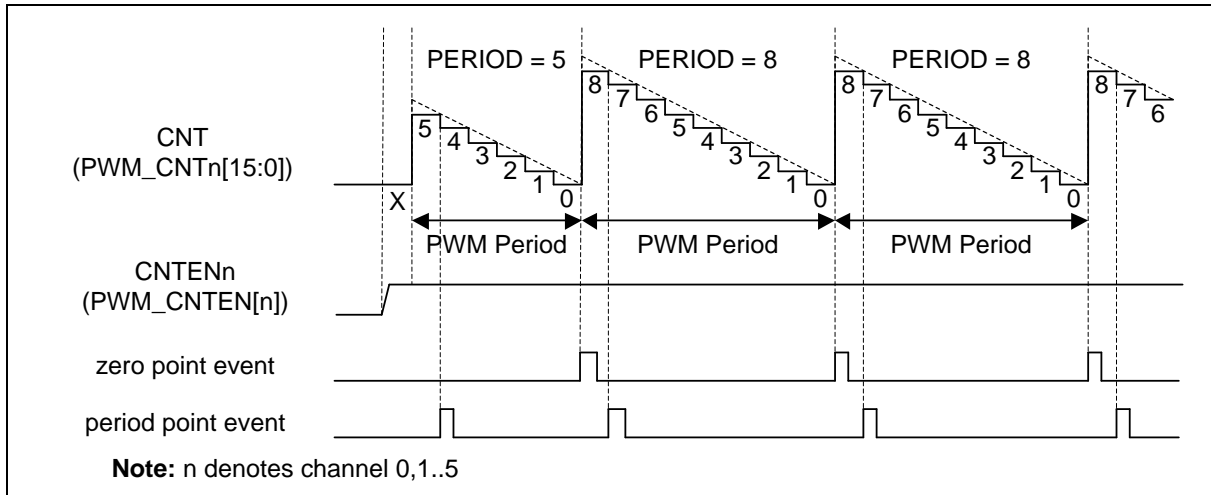 PERIOD = 5 PERIOD = 8 PERIOD = 8
CNT
(PWM_CNTn[15:0])
X 5 4 3 2 1 0 8 7 6 5 4 3 2 1 0 8 7 6 5 4 3 2 1 0 8 7 6
PWM Period PWM Period PWM Period
CNTENn
(PWM_CNTEN[n])
zero point event
period point event
Note: n denotes channel 0,1..5